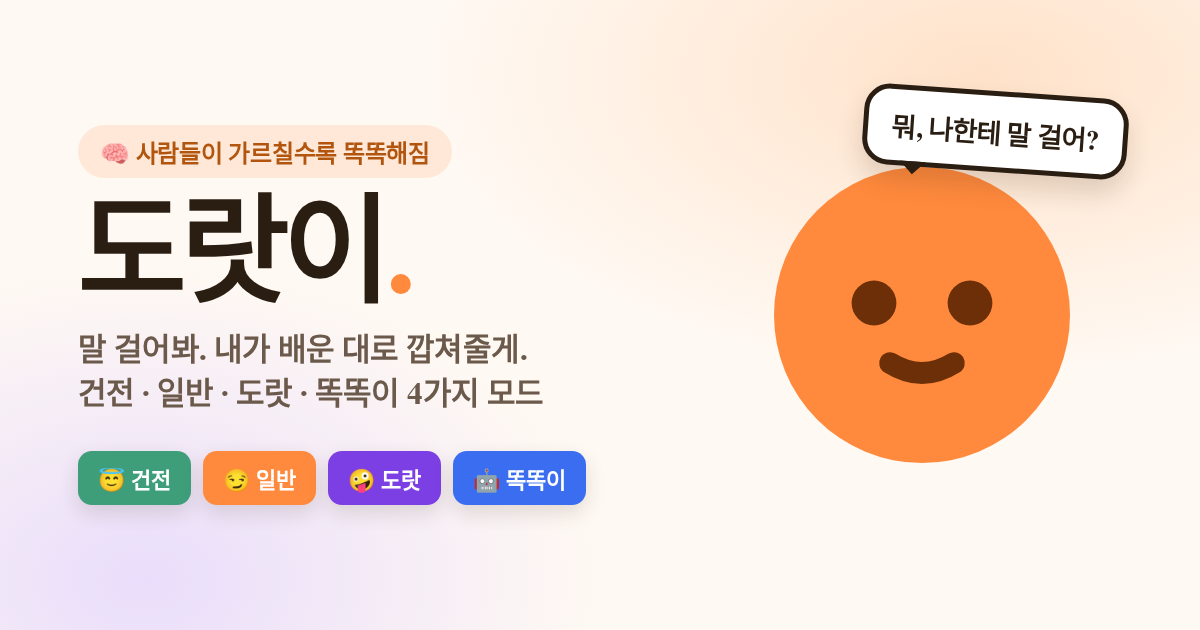 🧠 사람들이 가르칠수록 똑똑해짐
도랏이.
말 걸어봐. 내가 배운 대로 깝쳐줄게.
건전 · 일반 · 도랏 · 똑똑이 4가지 모드
😇 건전 😏 일반 🤪 도랏 🤖 똑똑이
뭐, 나한테 말 걸어?